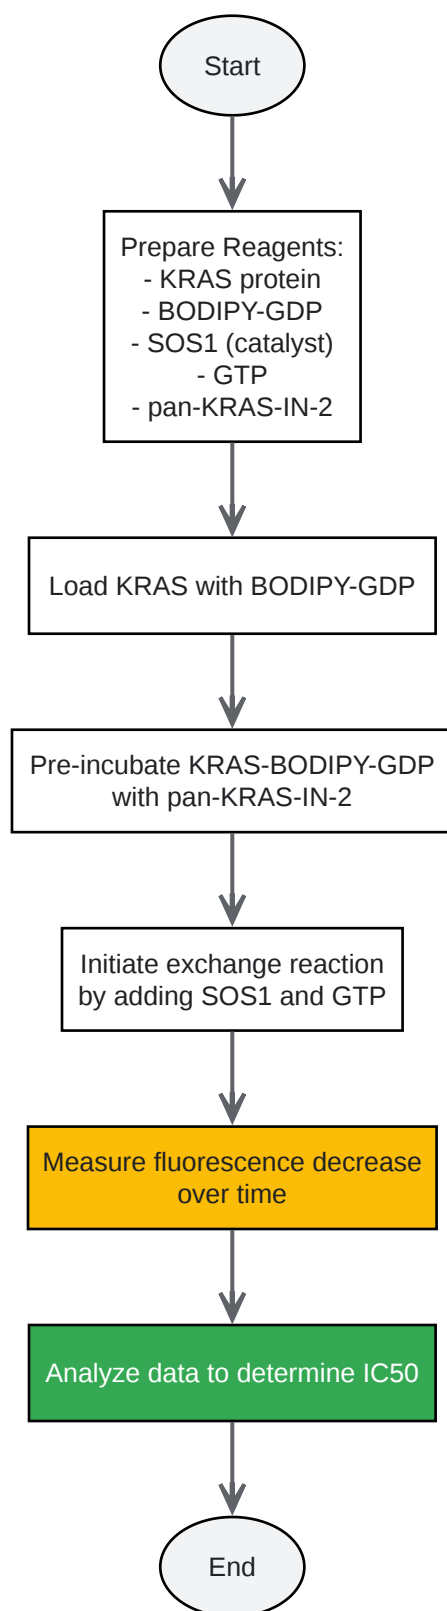 Start
Prepare Reagents:
- KRAS protein
- BODIPY-GDP
- SOS1 (catalyst)
- GTP
- pan-KRAS-IN-2
Load KRAS with BODIPY-GDP
Pre-incubate KRAS-BODIPY-GDP
with pan-KRAS-IN-2
Initiate exchange reaction
by adding SOS1 and GTP
Measure fluorescence decrease
over time
Analyze data to determine IC50
End